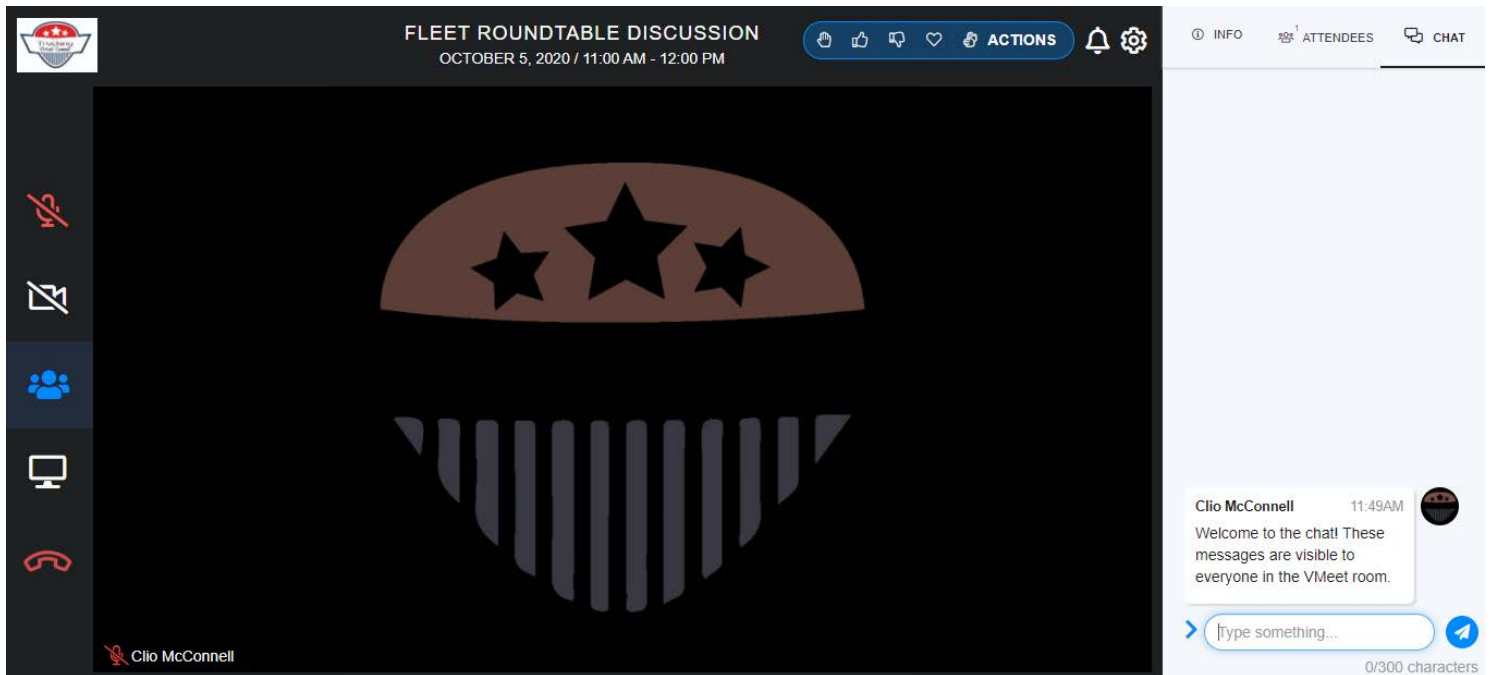 FLEET ROUNDTABLE DISCUSSION
OCTOBER 5, 2020 / 11:00 AM - 12:00 PM
ACTIONS
INFO
1
ATTENDEES
CHAT
Clio McConnell
11:49AM
Welcome to the chat! These
messages are visible to
everyone in the VMeet room.
Type something...
0/300 characters
Clio McConnell